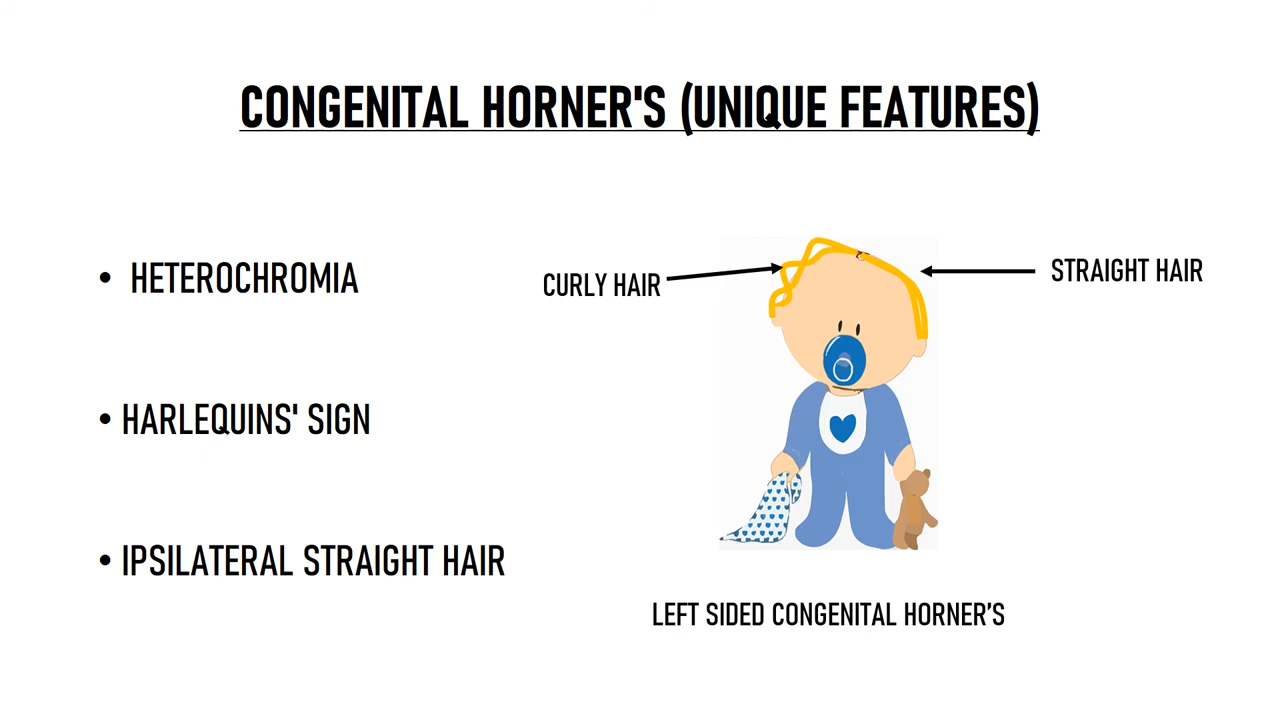 CONGENITAL HORNER'S (UNIQUE FEATURES)
• HETEROCHROMIA
• HARLEQUINS' SIGN
• IPSILATERAL STRAIGHT HAIR
CURLY HAIR
STRAIGHT HAIR
LEFT SIDED CONGENITAL HORNER’S